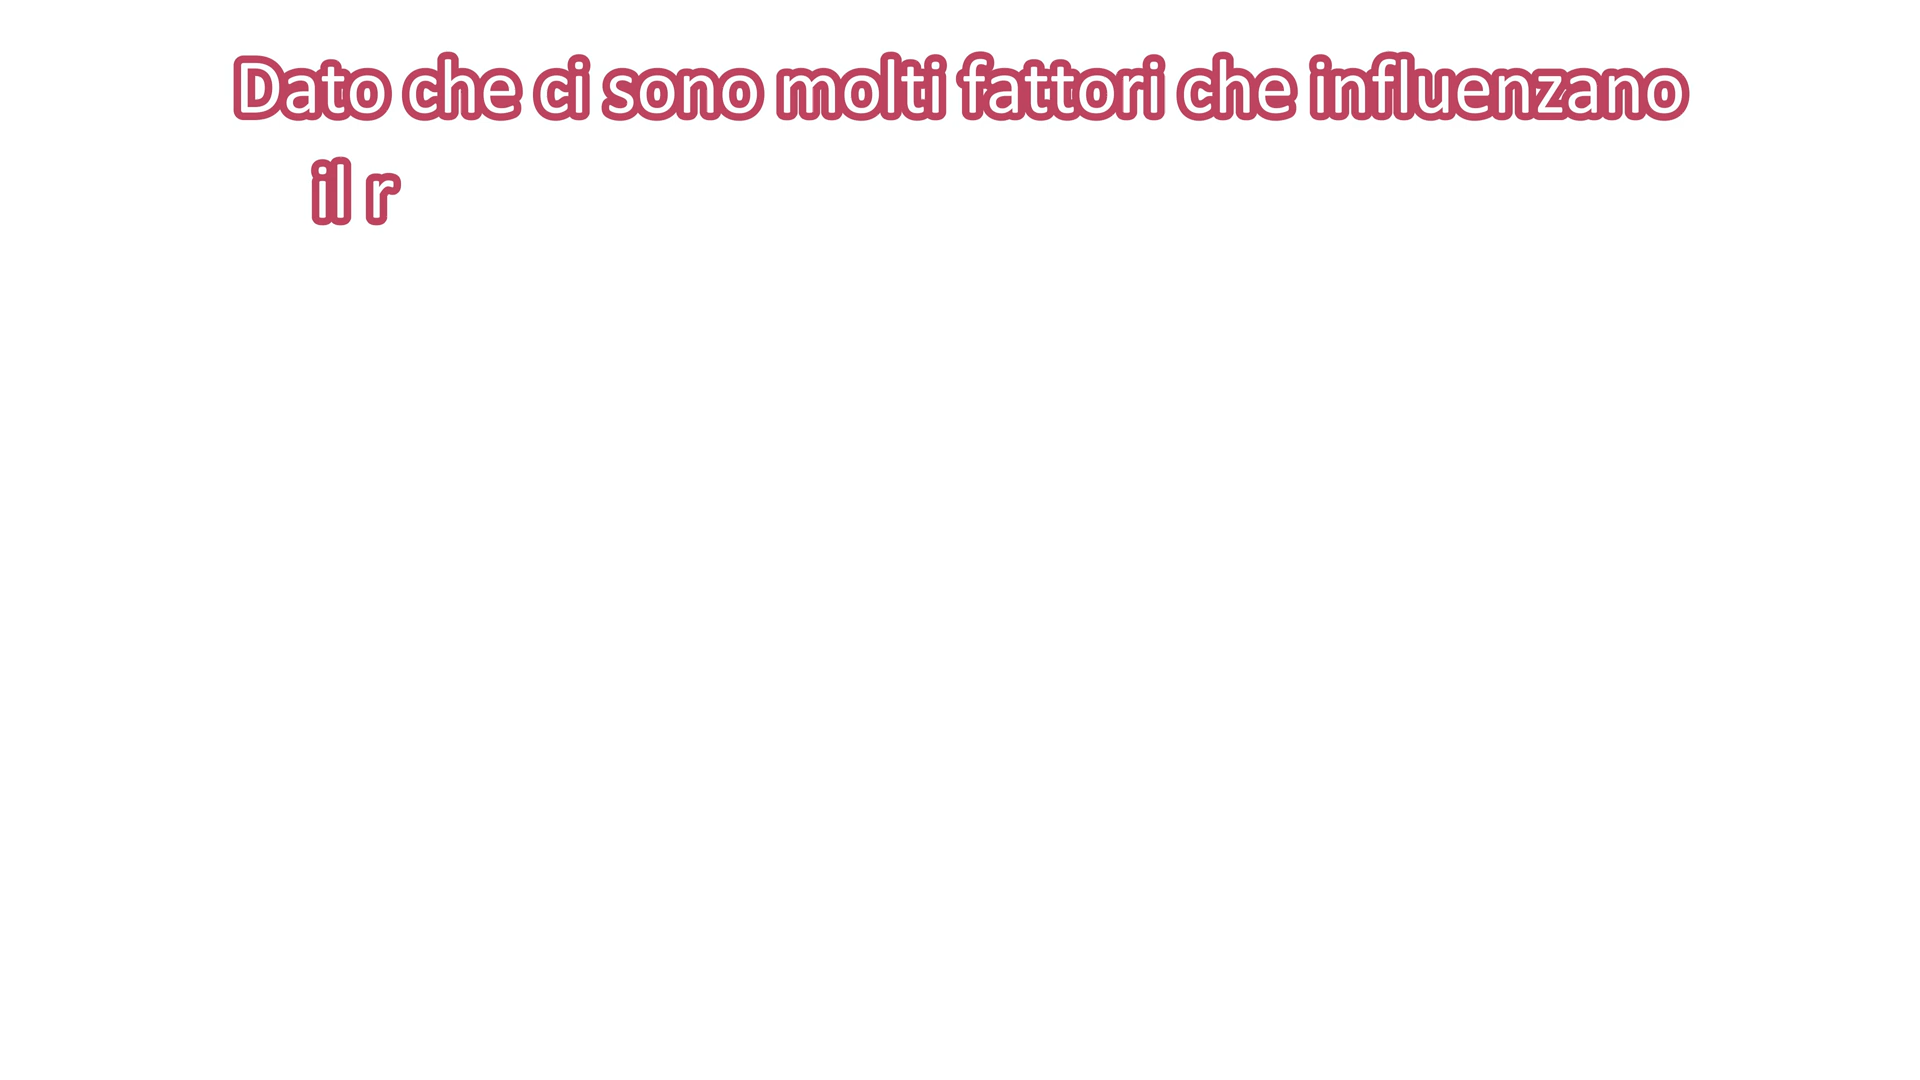 Dato che ci sono molti fattori che influenzano
il r